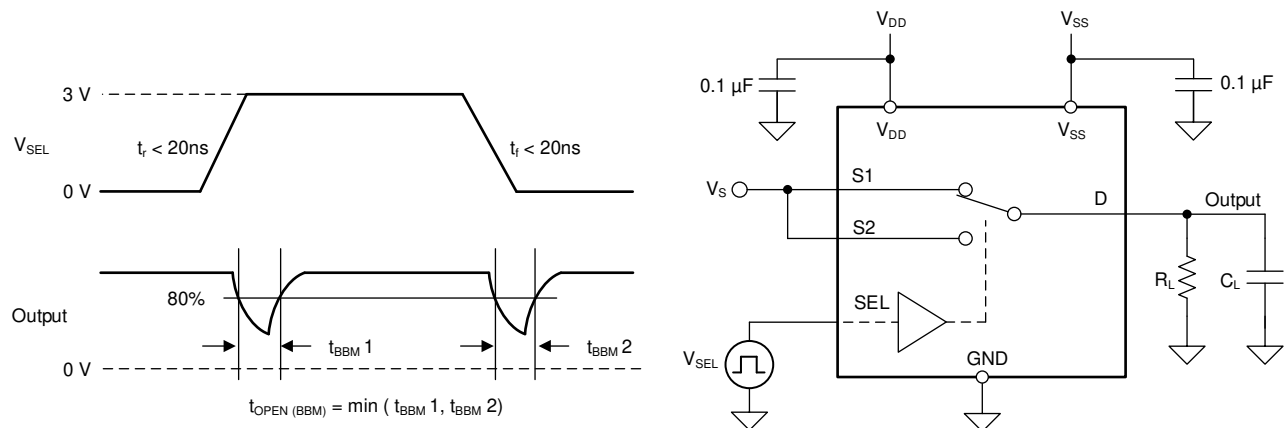 3 V
V_SEL
t_r < 20ns
t_f < 20ns
0 V
80%
Output
t_BBM 1
t_BBM 2
0 V
t_OPEN (BBM) = min ( t_BBM 1, t_BBM 2)
V_DD
V_SS
0.1 µF
0.1 µF
V_DD
V_SS
V_S
S1
D
Output
S2
R_L
C_L
SEL
V_SEL
GND